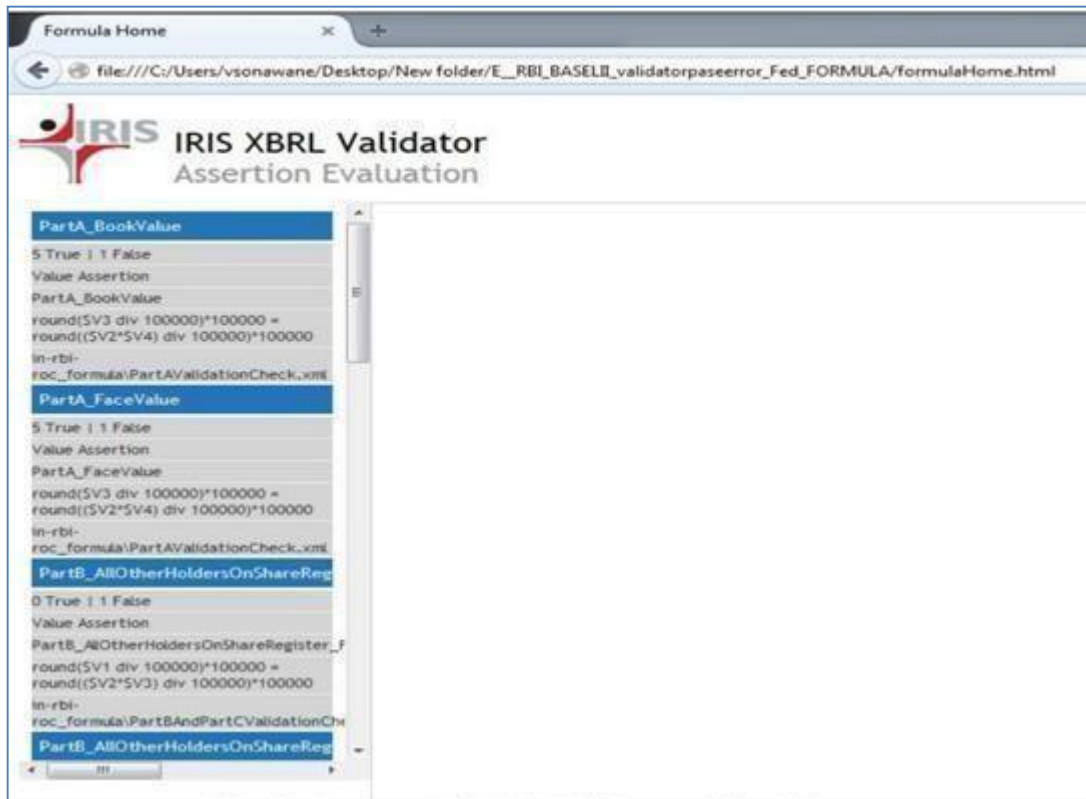 Formula Home
file:///C:/Users/vsonawane/Desktop/New folder/E__RBI_BASELII_validatorpaseerror_Fed_FORMULA/formulaHome.html
IRIS
IRIS XBRL Validator
Assertion Evaluation
PartA_BookValue
5 True | 1 False
Value Assertion
PartA_BookValue
round($V3 div 100000)*100000 =
round(($V2*$V4) div 100000)*100000
in-rbi-
roc_formula\PartAValidationCheck.xml
PartA_FaceValue
5 True | 1 False
Value Assertion
PartA_FaceValue
round($V3 div 100000)*100000 =
round(($V2*$V4) div 100000)*100000
in-rbi-
roc_formula\PartAValidationCheck.xml
PartB_AllOtherHoldersOnShareReg
0 True | 1 False
Value Assertion
PartB_AllOtherHoldersOnShareRegister_F
round($V1 div 100000)*100000 =
round(($V2*$V3) div 100000)*100000
in-rbi-
roc_formula\PartBAndPartCValidationChe
PartB_AllOtherHoldersOnShareReg